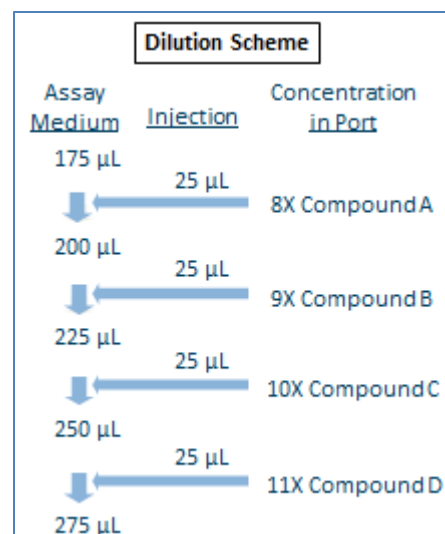 Dilution Scheme
Assay Medium
Injection
Concentration in Port
175 µL
25 µL
8X Compound A
200 µL
25 µL
9X Compound B
225 µL
25 µL
10X Compound C
250 µL
25 µL
11X Compound D
275 µL